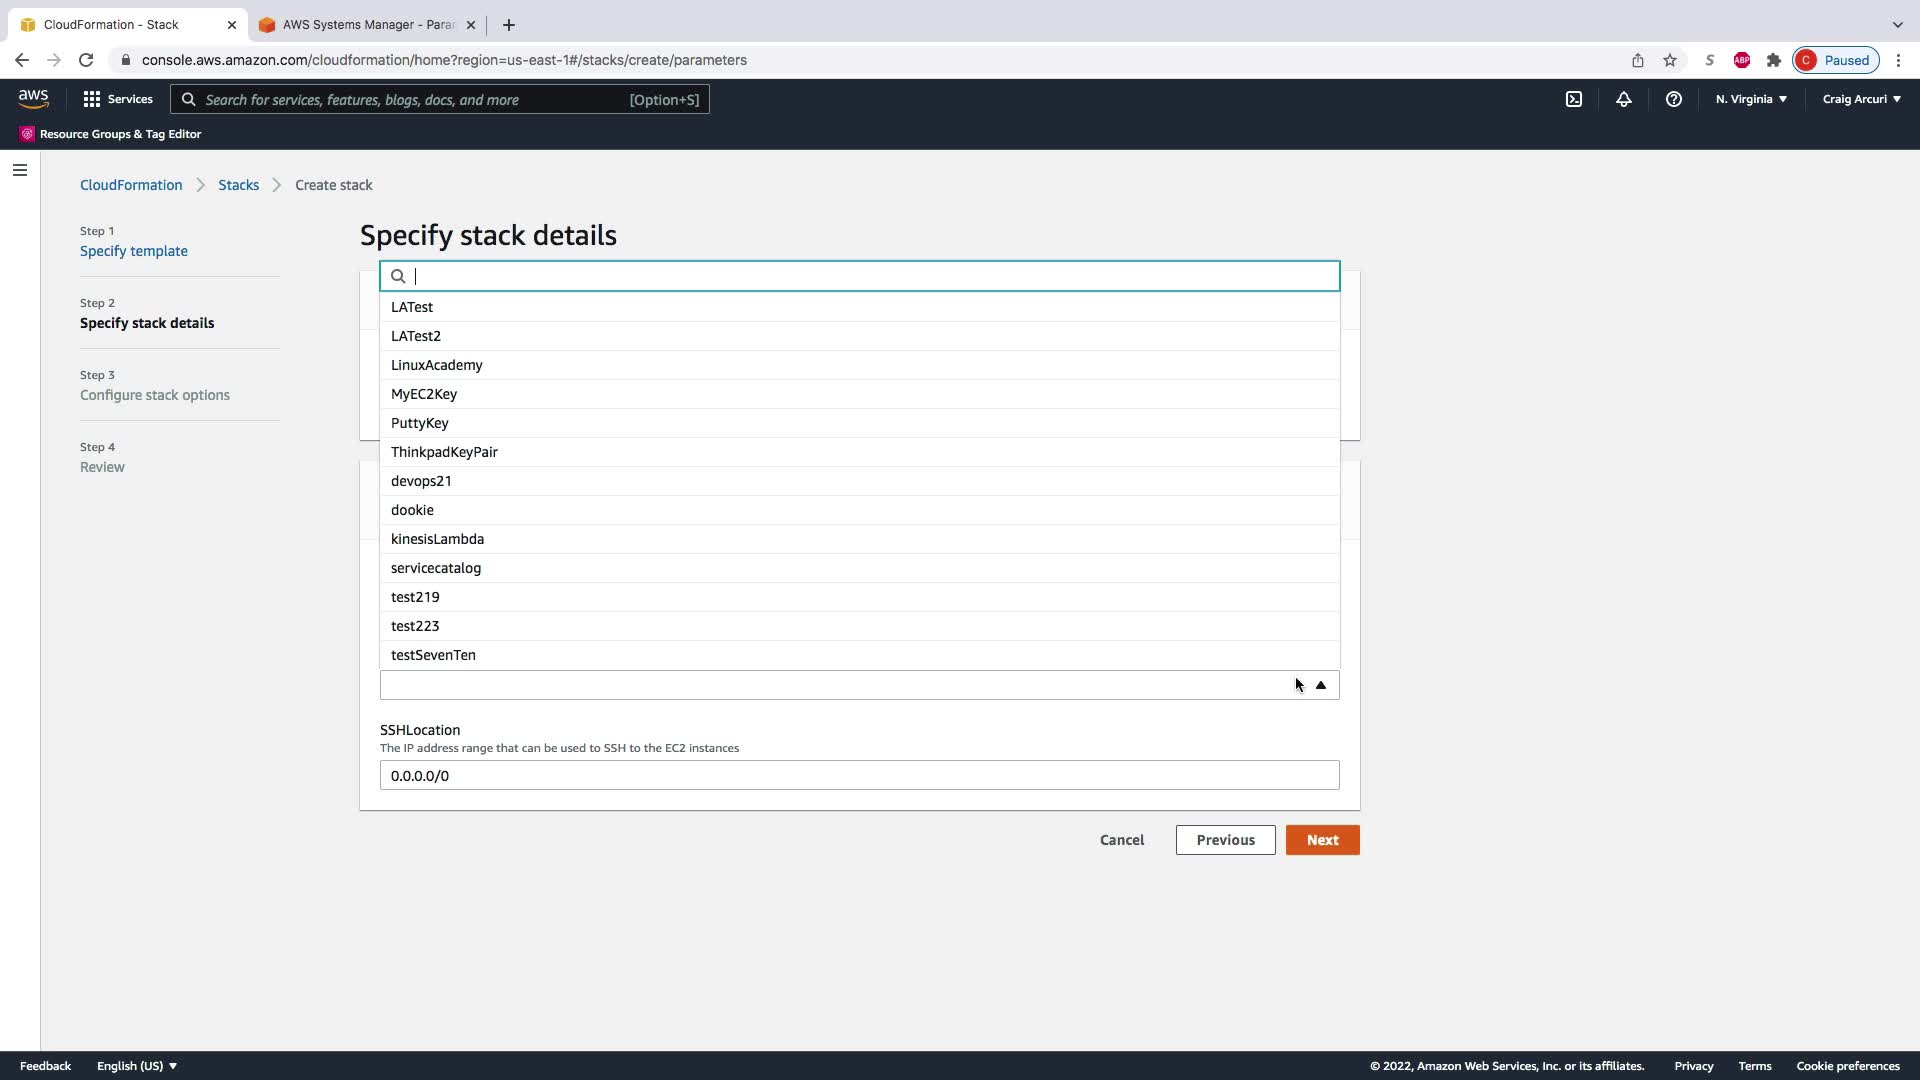 CloudFormation - Stack
AWS Systems Manager - Para
console.aws.amazon.com/cloudformation/home?region=us-east-1#/stacks/create/parameters
S
ABP
C
Paused
aws
Services
Search for services, features, blogs, docs, and more
[Option+S]
N. Virginia
Craig Arcuri
Resource Groups & Tag Editor
CloudFormation
Stacks
Create stack
Step 1
Specify template
Step 2
Specify stack details
Step 3
Configure stack options
Step 4
Review
Specify stack details
LATest
LATest2
LinuxAcademy
MyEC2Key
PuttyKey
ThinkpadKeyPair
devops21
dookie
kinesisLambda
servicecatalog
test219
test223
testSevenTen
SSHLocation
The IP address range that can be used to SSH to the EC2 instances
0.0.0.0/0
Cancel
Previous
Next
Feedback
English (US)
© 2022, Amazon Web Services, Inc. or its affiliates.
Privacy
Terms
Cookie preferences